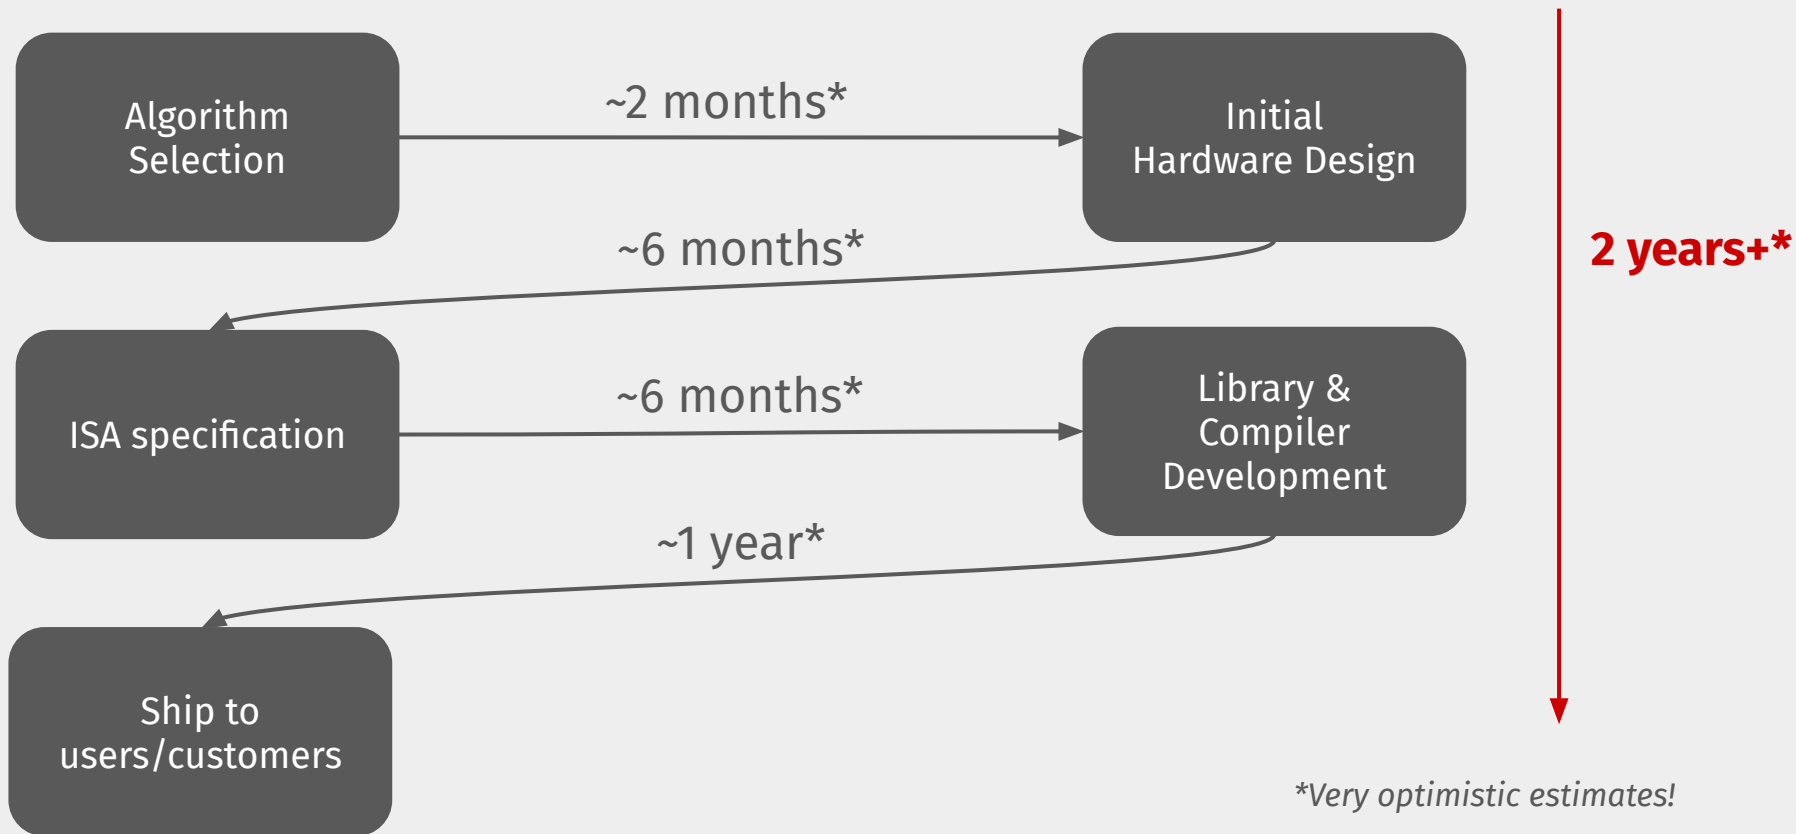 Algorithm
Selection
~2 months*
Initial
Hardware Design
~6 months*
2 years+*
ISA specification
~6 months*
Library &
Compiler
Development
~1 year*
Ship to
users/customers
*Very optimistic estimates!